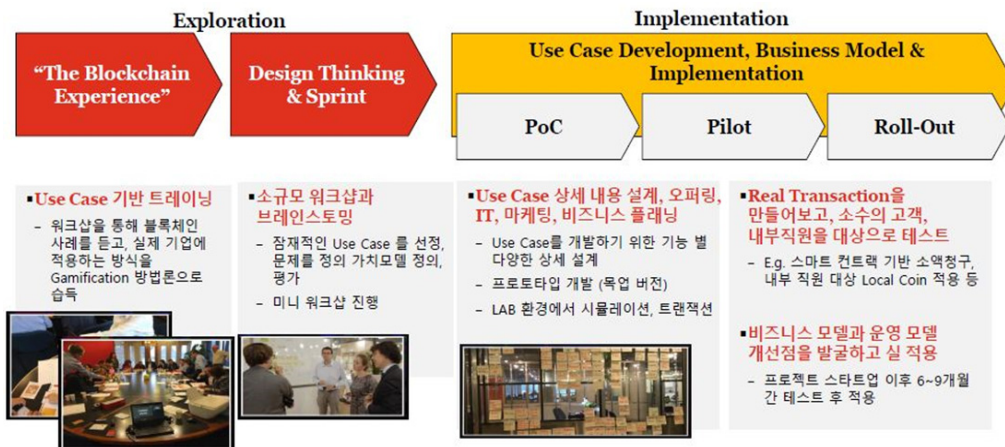 Exploration
Implementation
“The Blockchain
Experience”
Design Thinking
& Sprint
Use Case Development, Business Model &
Implementation
PoC
Pilot
Roll-Out
▪Use Case 기반 트레이닝
– 워크샵을 통해 블록체인
사례를 듣고, 실제 기업에
적용하는 방식을
Gamification 방법론으로
습득
▪소규모 워크샵과
브레인스토밍
– 잠재적인 Use Case 를 선정,
문제를 정의 가치모델 정의,
평가
– 미니 워크샵 진행
▪Use Case 상세 내용 설계, 오퍼링,
IT, 마케팅, 비즈니스 플래닝
– Use Case를 개발하기 위한 기능 별
다양한 상세 설계
– 프로토타입 개발 (목업 버전)
– LAB 환경에서 시뮬레이션, 트랜잭션
▪Real Transaction을
만들어보고, 소수의 고객,
내부직원을 대상으로 테스트
– E.g. 스마트 컨트랙 기반 소액청구,
내부 직원 대상 Local Coin 적용 등
▪비즈니스 모델과 운영 모델
개선점을 발굴하고 실 적용
– 프로젝트 스타트업 이후 6~9개월
간 테스트 후 적용